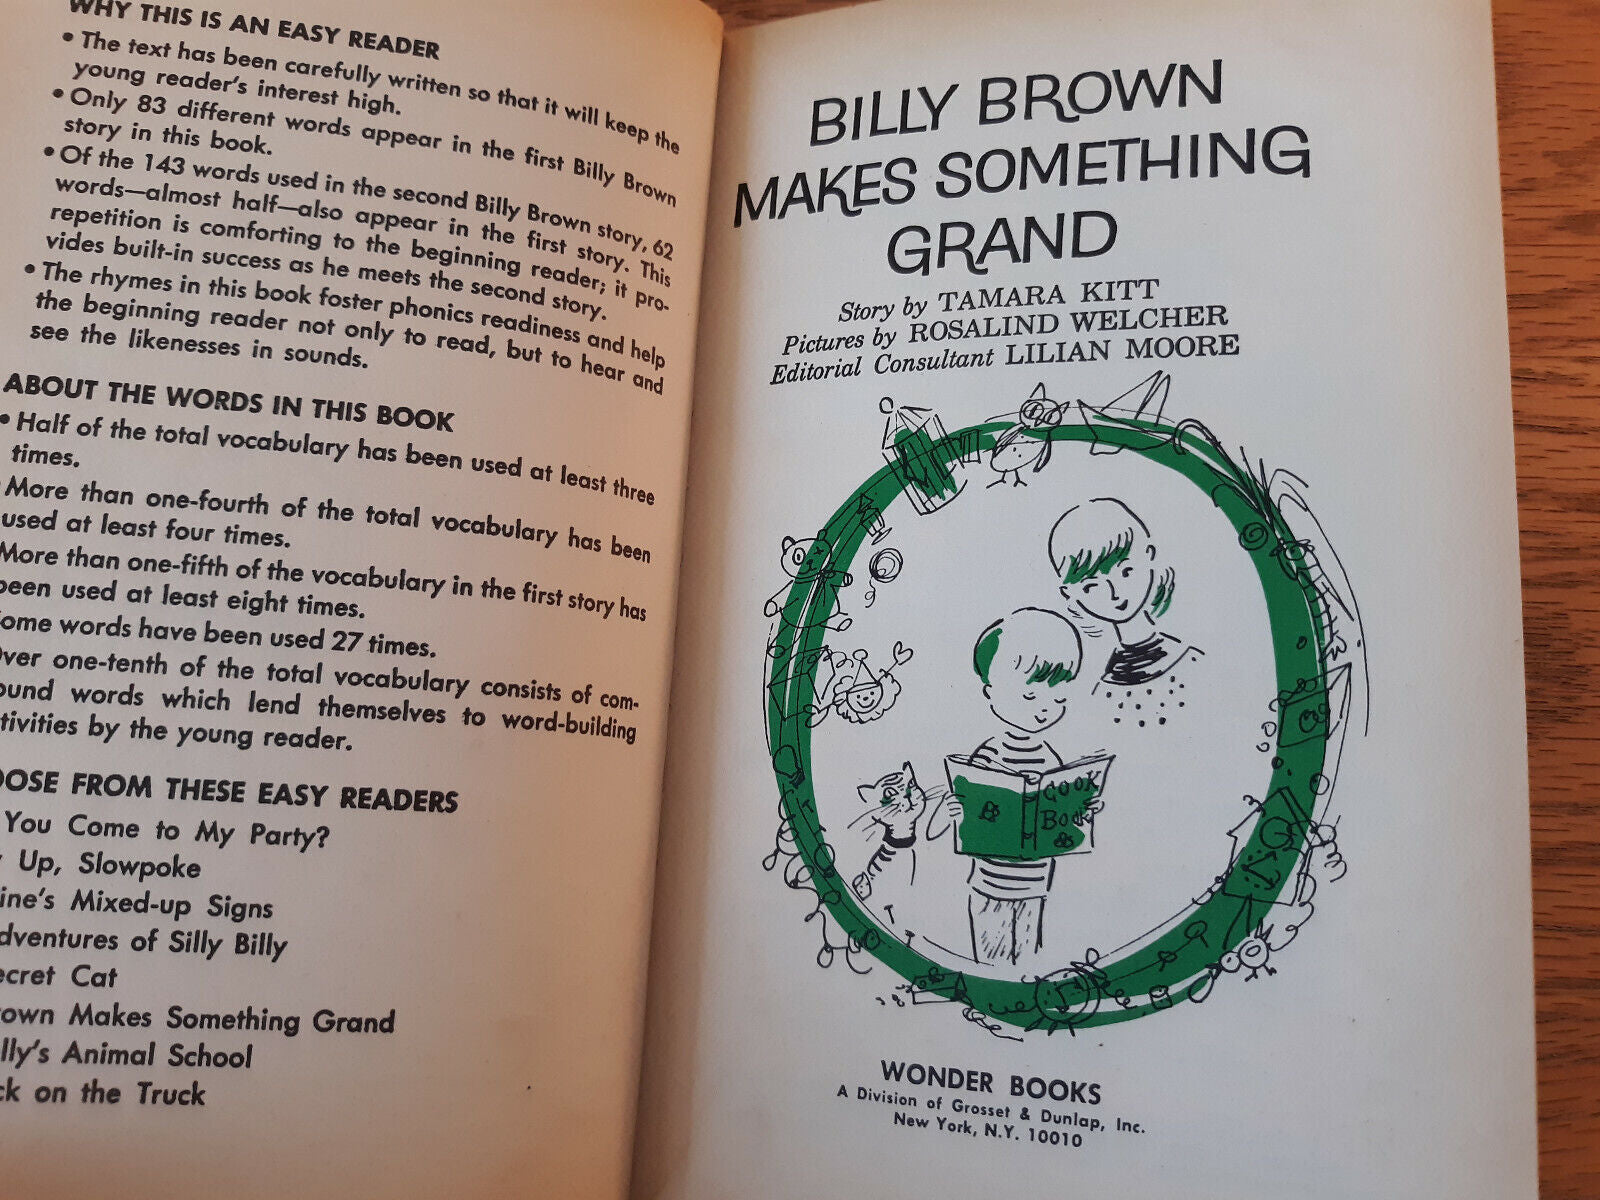 WHY THIS IS AN EASY READER
• The text has been carefully written so that it will keep the
young reader's interest high.
• Only 83 different words appear in the first Billy Brown
story in this book.
• Of the 143 words used in the second Billy Brown story, 62
words—almost half—also appear in the first story. This
repetition is comforting to the beginning reader; it pro-
vides built-in success as he meets the second story.
• The rhymes in this book foster phonics readiness and help
the beginning reader not only to read, but to hear and
see the likenesses in sounds.
ABOUT THE WORDS IN THIS BOOK
• Half of the total vocabulary has been used at least three
times.
More than one-fourth of the total vocabulary has been
used at least four times.
More than one-fifth of the vocabulary in the first story has
been used at least eight times.
ome words have been used 27 times.
ver one-tenth of the total vocabulary consists of com-
ound words which lend themselves to word-building
tivities by the young reader.
OOSE FROM THESE EASY READERS
You Come to My Party?
Up, Slowpoke
ine's Mixed-up Signs
dventures of Silly Billy
ecret Cat
rown Makes Something Grand
lly's Animal School
ck on the Truck
BILLY BROWN
MAKES SOMETHING
GRAND
Story by TAMARA KITT
Pictures by ROSALIND WELCHER
Editorial Consultant LILIAN MOORE
COOK
BOOK
WONDER BOOKS
A Division of Grosset & Dunlap, Inc.
New York, N.Y. 10010